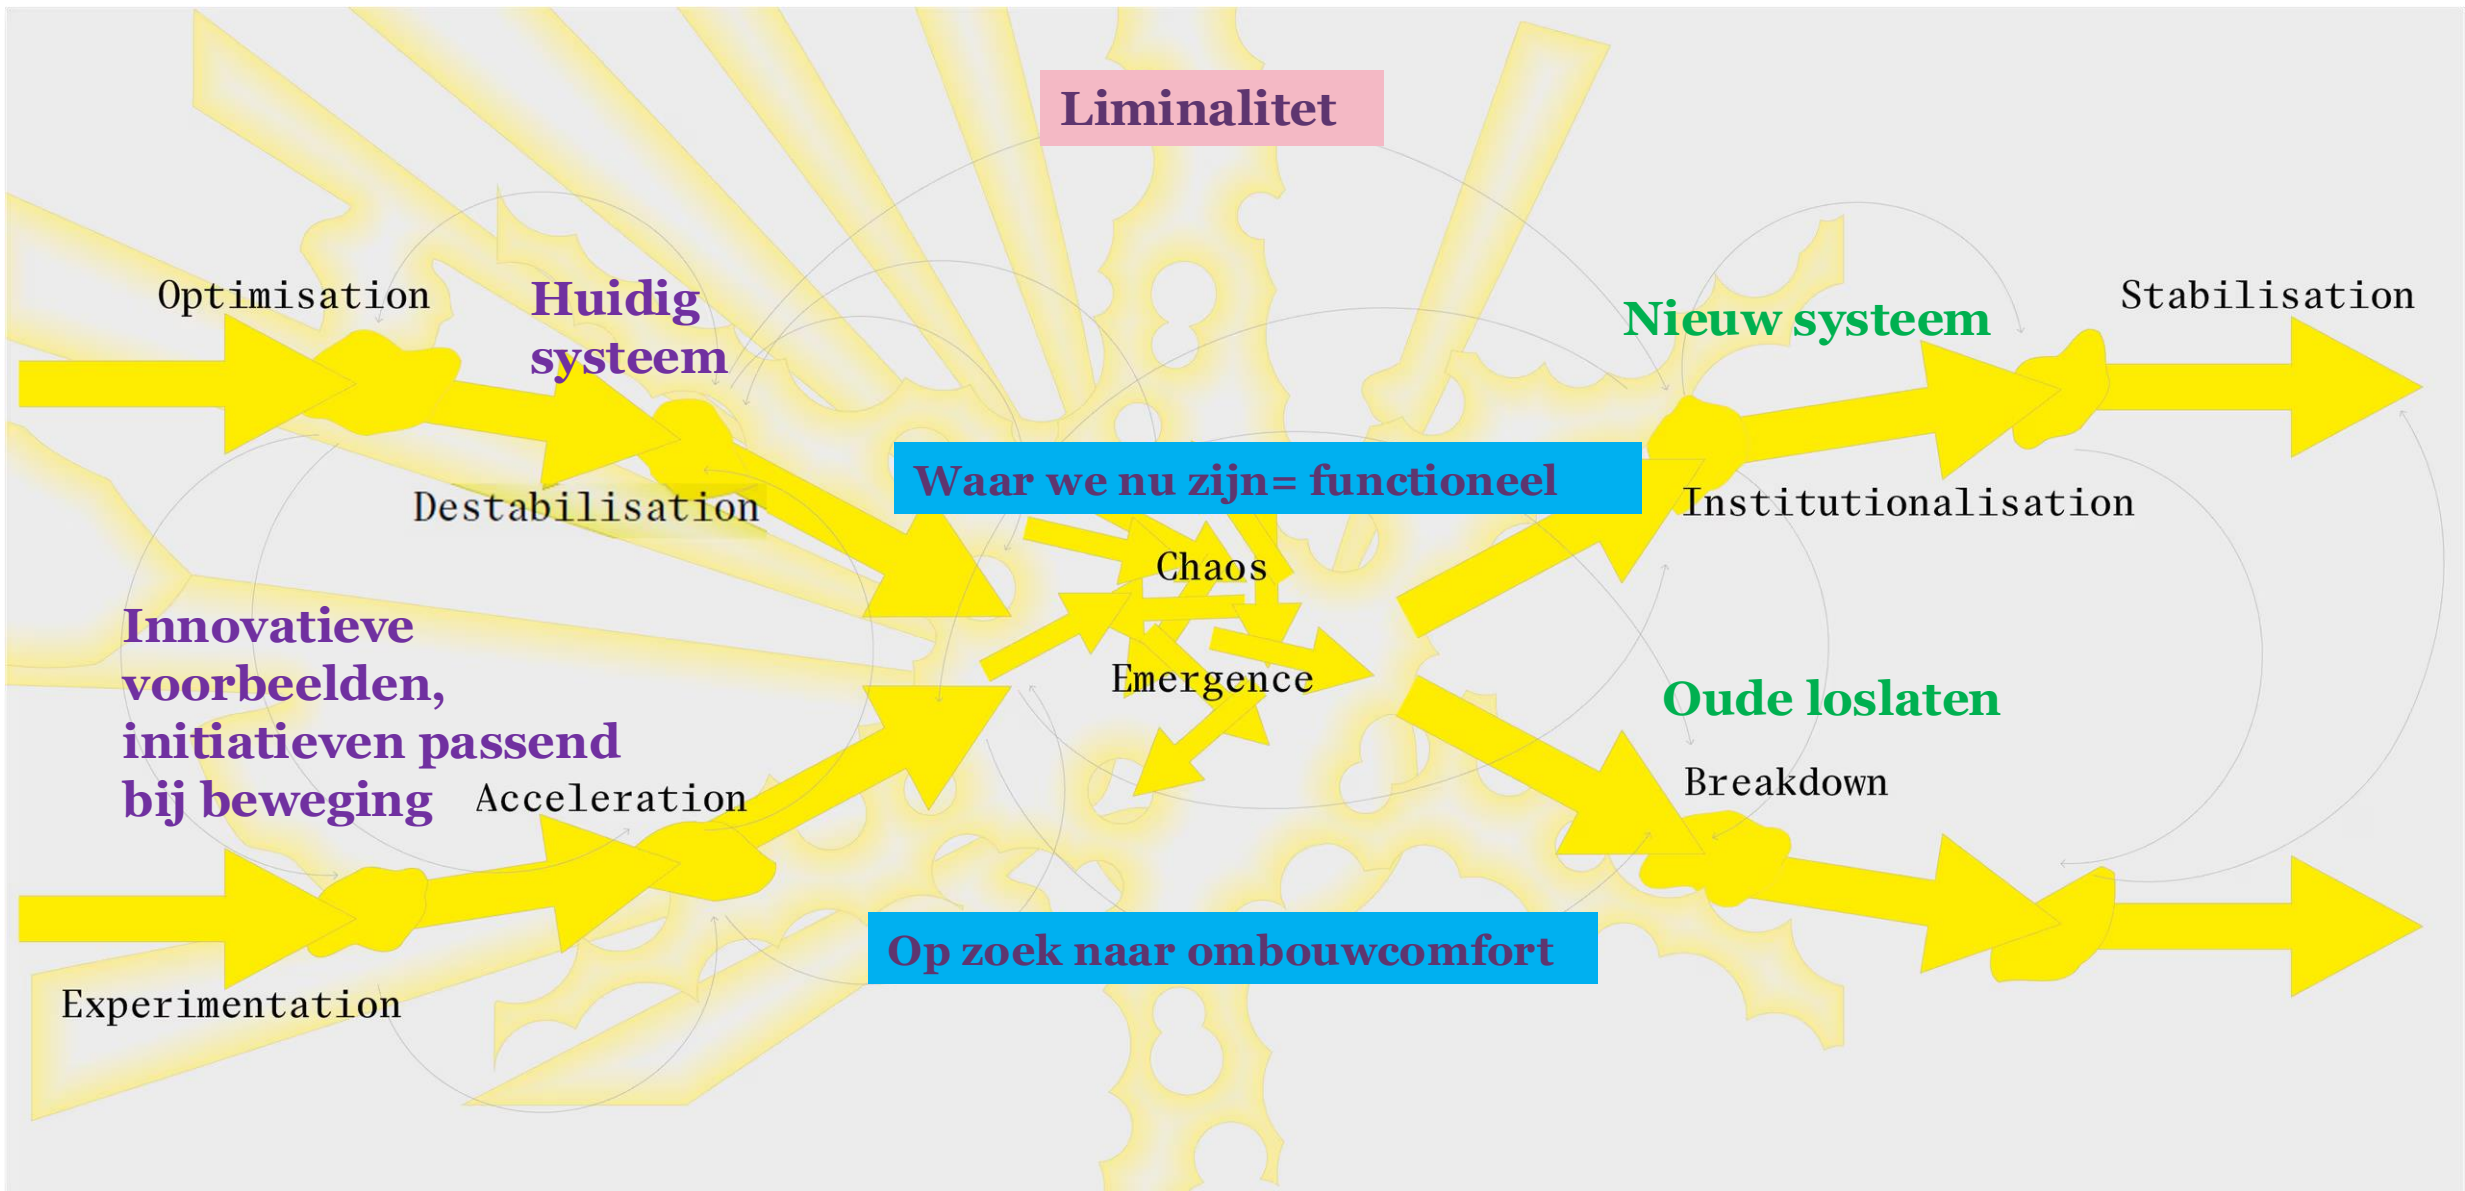 Liminalitet
Optimisation
Huidig
systeem
Nieuw systeem
Stabilisation
Waar we nu zijn= functioneel
Destabilisation
Institutionalisation
Chaos
Innovatieve
voorbeelden,
initiatieven passend
bij beweging
Emergence
Oude loslaten
Acceleration
Breakdown
Op zoek naar ombouwcomfort
Experimentation